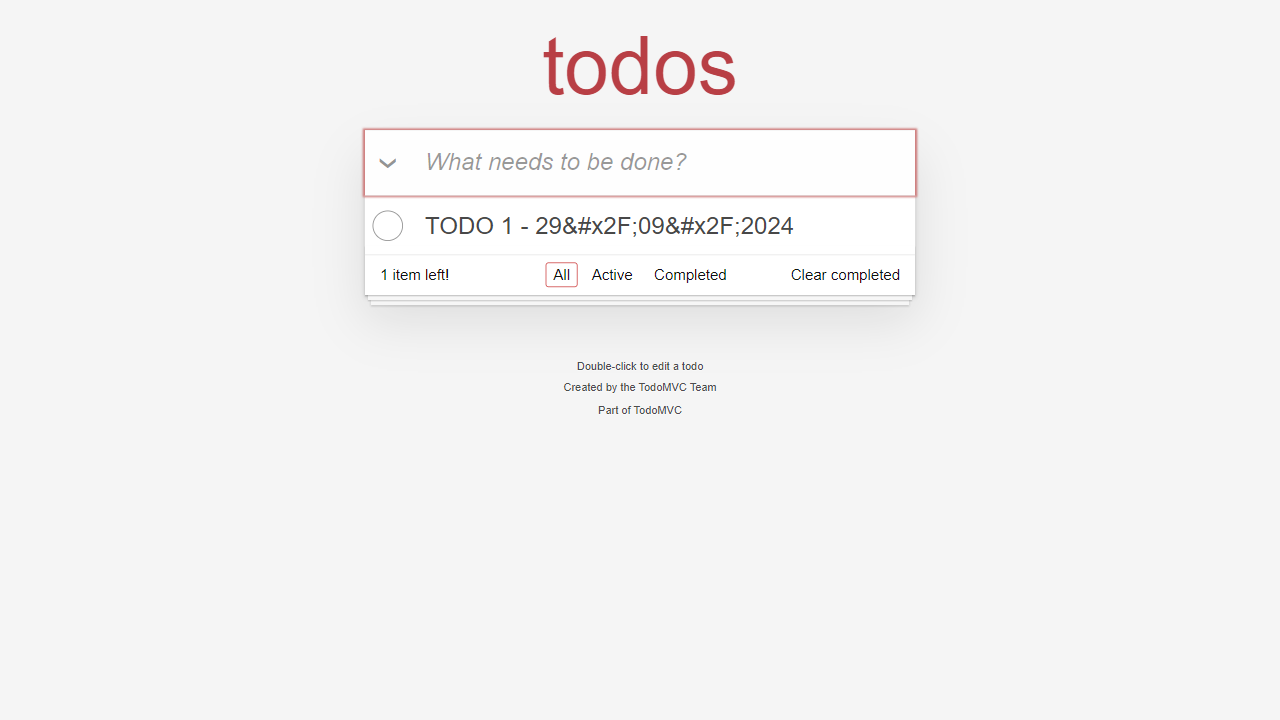 todos
What needs to be done?
TODO 1 - 29&#x2F;09&#x2F;2024
1 item left!
All
Active
Completed
Clear completed
Double-click to edit a todo
Created by the TodoMVC Team
Part of TodoMVC